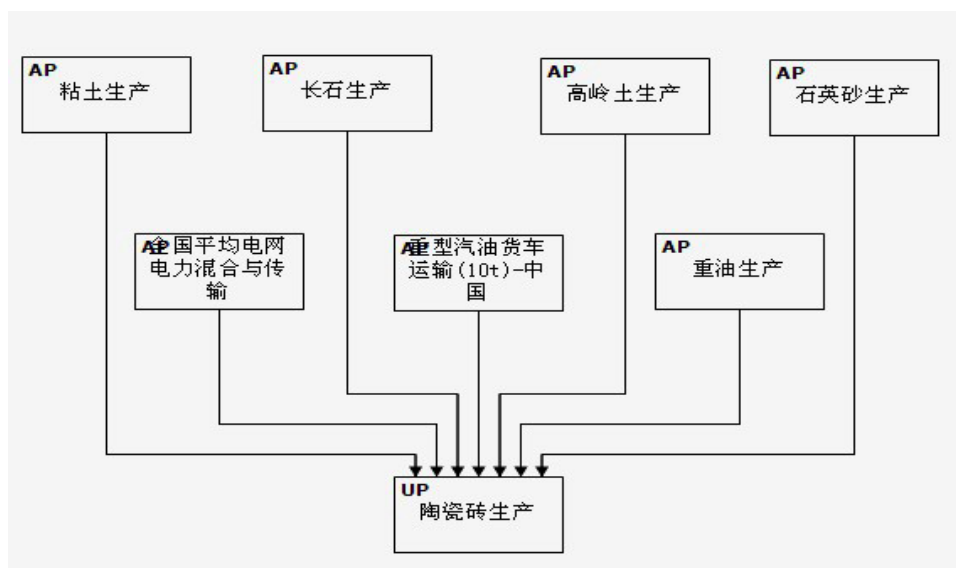 AP
粘土生产
AP
长石生产
AP
高岭土生产
AP
石英砂生产
AP
全国平均电网
电力混合与传
输
AP
重型汽油货车
运输(10t)-中
国
AP
重油生产
UP
陶瓷砖生产